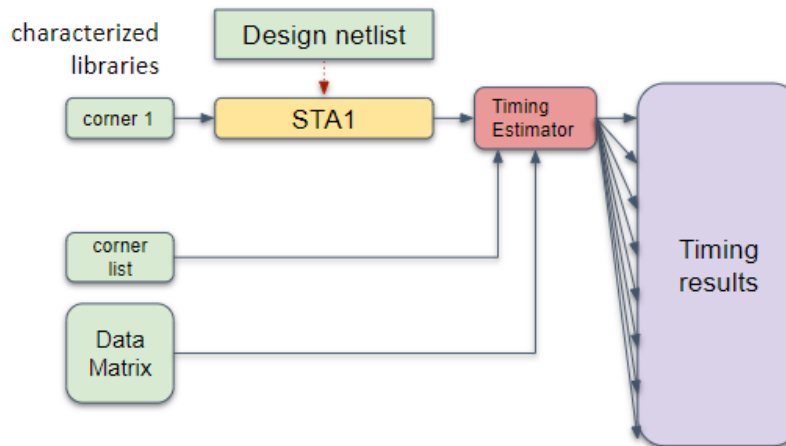 characterized
libraries
Design netlist
corner 1
STA1
Timing
Estimator
corner
list
Data
Matrix
Timing
results